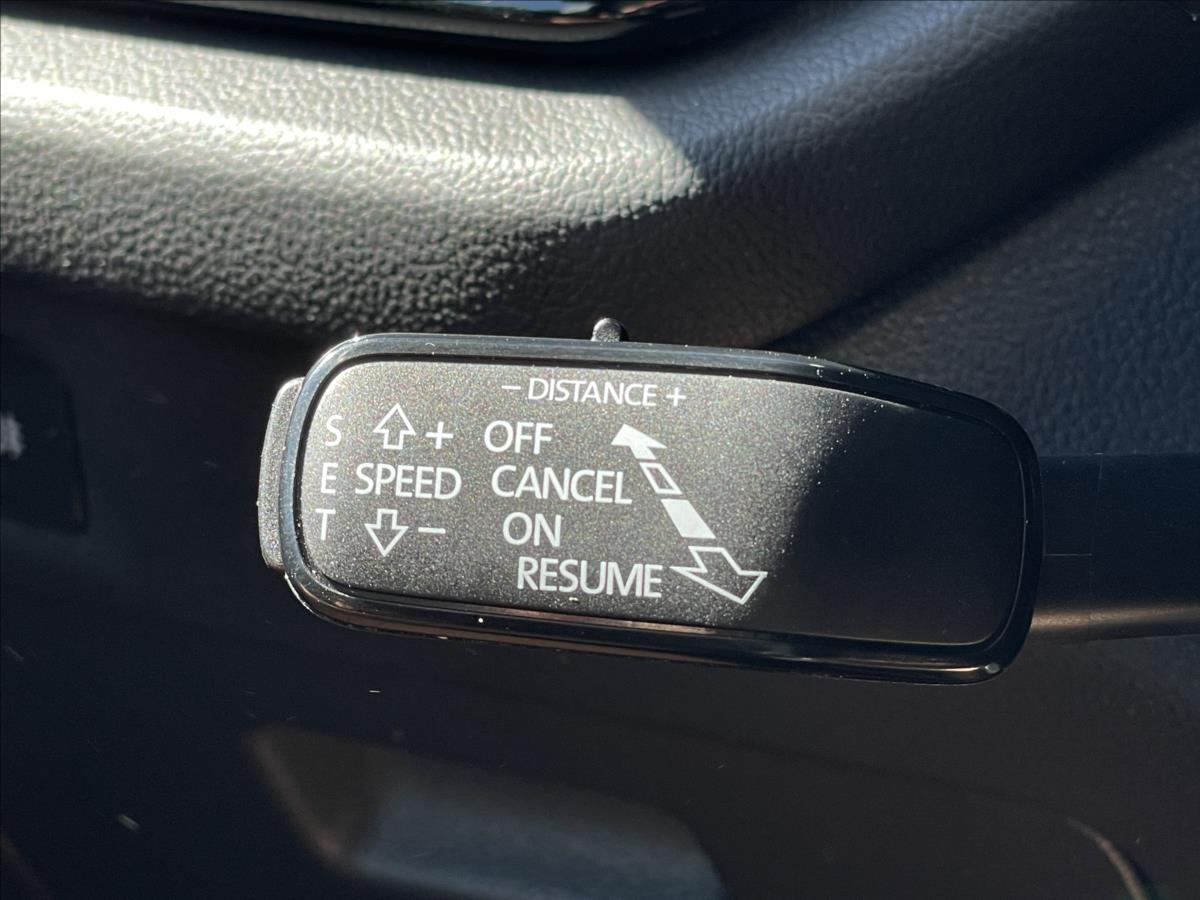 − DISTANCE +
S + OFF
E SPEED CANCEL
T − ON
RESUME